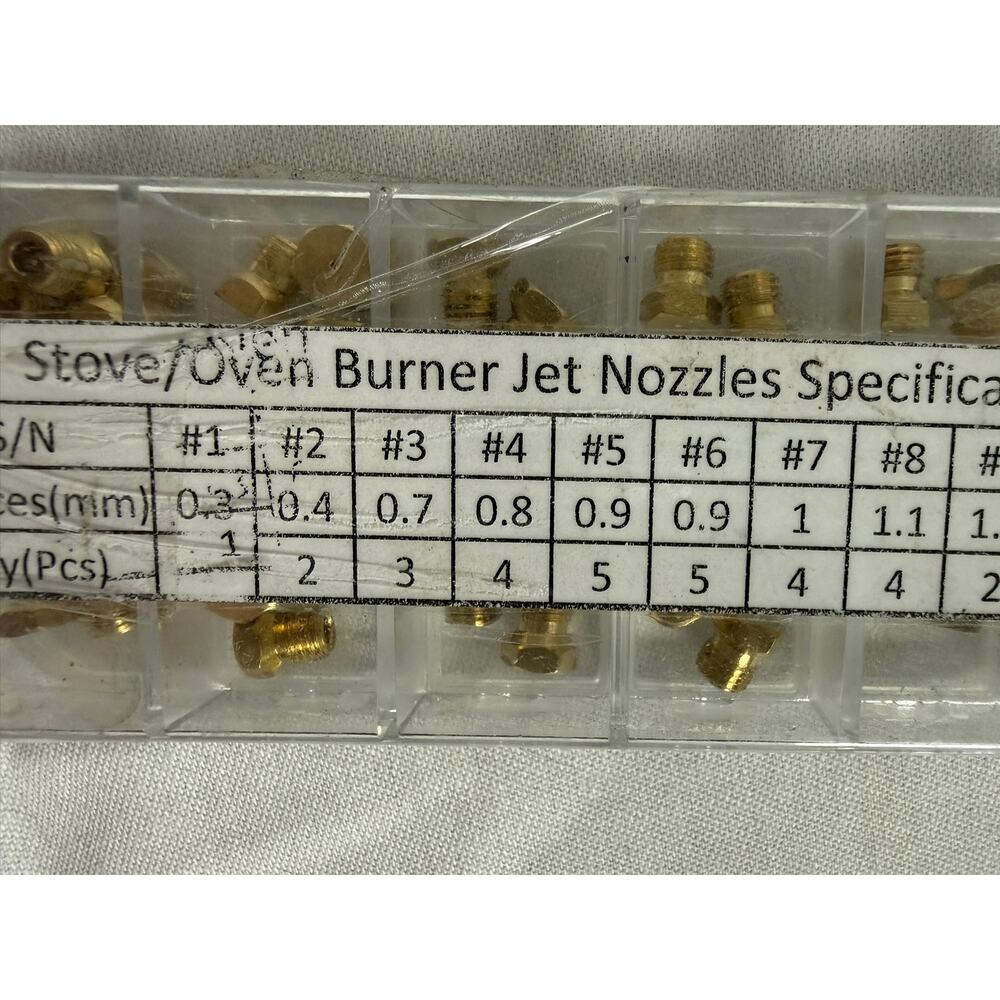 Stove/Oven Burner Jet Nozzles Specifica
S/N #1 #2 #3 #4 #5 #6 #7 #8 #
ces(mm) 0.3 0.4 0.7 0.8 0.9 0.9 1 1.1 1.
y(Pcs) 1 2 3 4 5 5 4 4 2